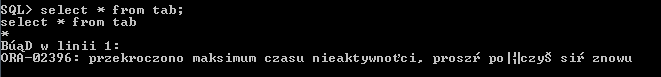 SQL> select * from tab;
select * from tab
*
BúąD w linii 1:
ORA-02396: przekroczono maksimum czasu nieaktywnoťci, proszŕ po|¦|czyŠ siŕ znowu